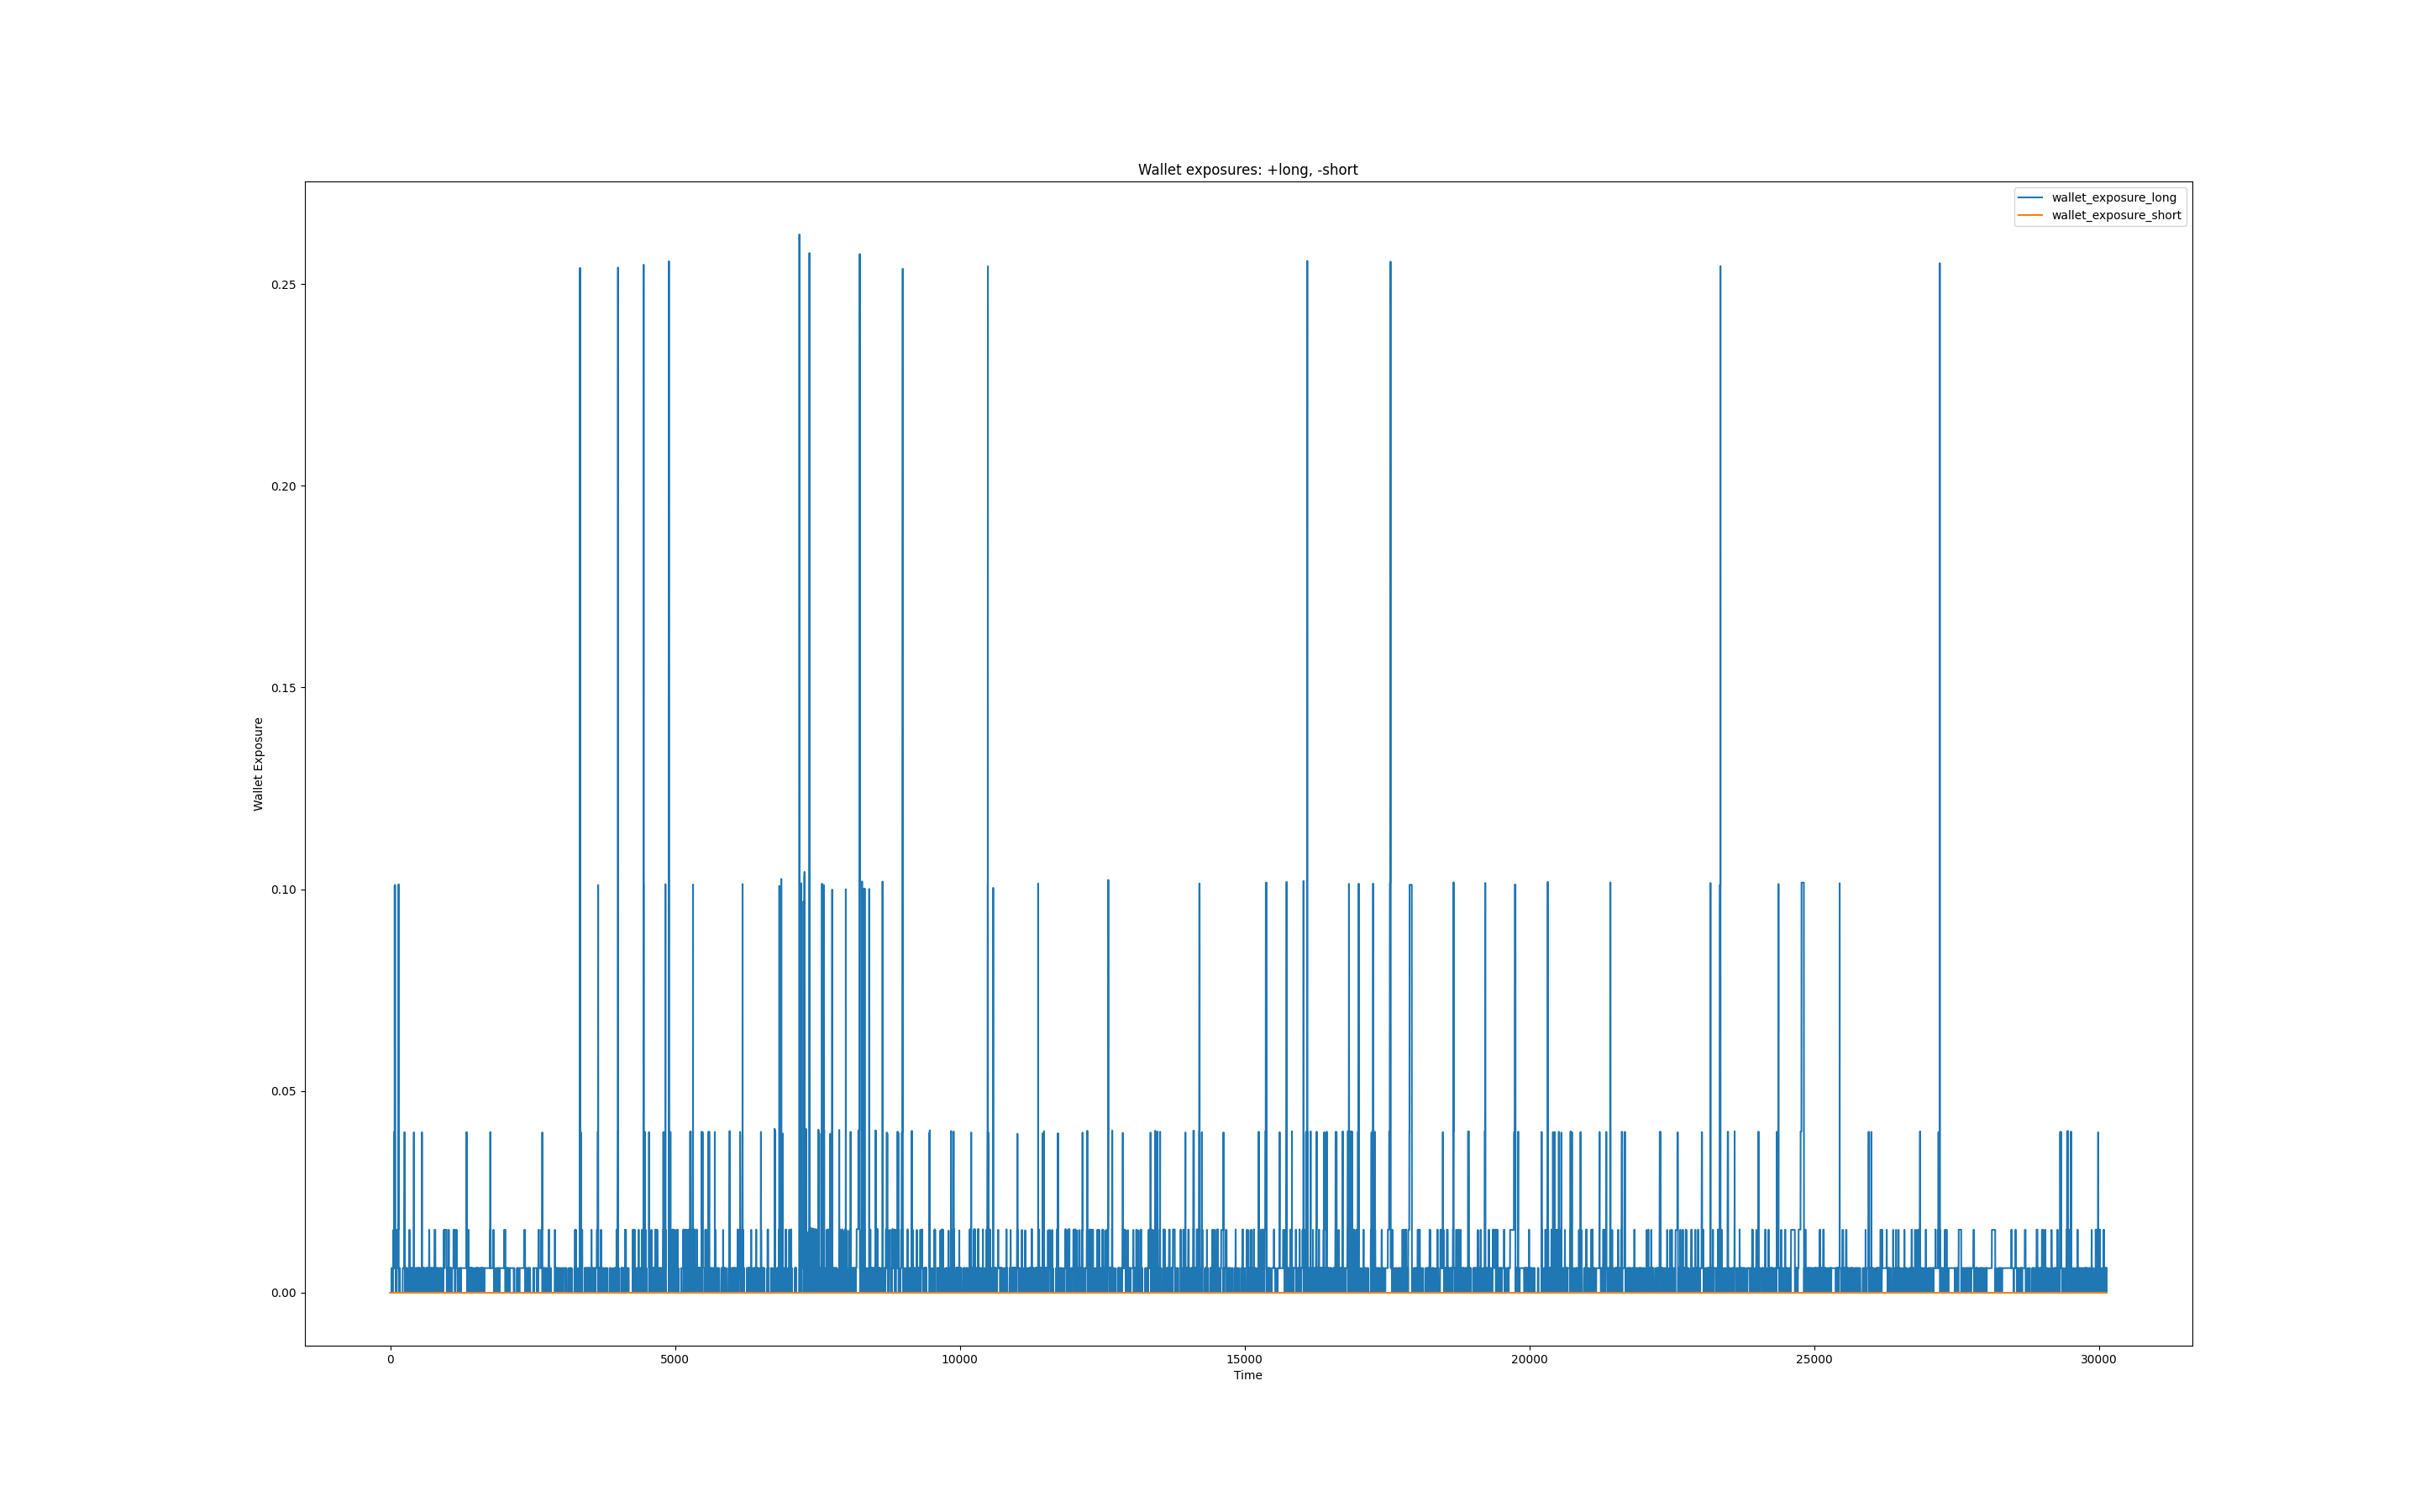 Wallet exposures: +long, -short
wallet_exposure_long
wallet_exposure_short
0.25
0.20
0.15
0.10
0.05
0.00
Wallet Exposure
0 5000 10000 15000 20000 25000 30000
Time